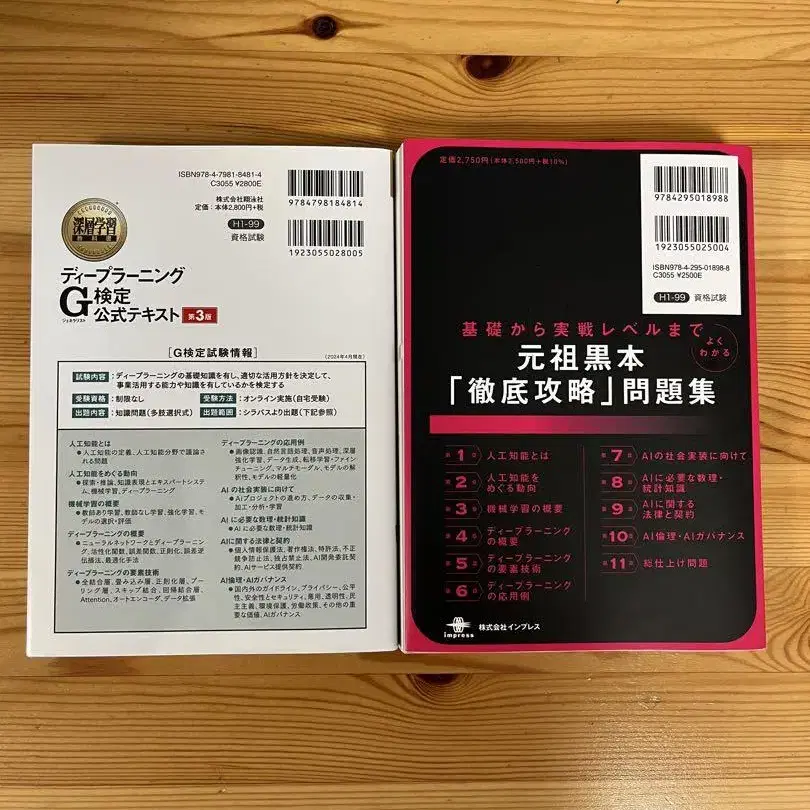 ISBN978-4-7981-8481-4
C3055 ¥2800E
株式会社翔泳社
定価：本体2,800円+税
H1-99
資格試験
9784798184814
1923055028005
深層学習
教科書
ディープラーニング
G検定
ジェネラリスト
公式テキスト 第3版
［G検定試験情報］
（2024年4月現在）
試験内容：ディープラーニングの基礎知識を有し、適切な活用方針を決定して、
事業活用する能力や知識を有しているかを検定する
受験資格：制限なし
受験方法：オンライン実施（自宅受験）
出題内容：知識問題（多肢選択式）
出題範囲：シラバスより出題（下記参照）
人工知能とは
●人工知能の定義、人工知能分野で議論さ
れる問題
人工知能をめぐる動向
●探索・推論、知識表現とエキスパートシステ
ム、機械学習、ディープラーニング
機械学習の概要
●教師あり学習、教師なし学習、強化学習、モ
デルの選択・評価
ディープラーニングの概要
●ニューラルネットワークとディープラーニン
グ、活性化関数、誤差関数、正則化、誤差逆
伝播法、最適化手法
ディープラーニングの要素技術
●全結合層、畳み込み層、正則化層、プー
リング層、スキップ結合、回帰結合層、
Attention、オートエンコーダ、データ拡張
ディープラーニングの応用例
●画像認識、自然言語処理、音声処理、深層
強化学習、データ生成、転移学習・ファイン
チューニング、マルチモーダル、モデルの解
釈性、モデルの軽量化
AIの社会実装に向けて
●AIプロジェクトの進め方、データの収集・
加工・分析・学習
AIに必要な数理・統計知識
●AIに必要な数理・統計知識
AIに関する法律と契約
●個人情報保護法、著作権法、特許法、不正
競争防止法、独占禁止法、AI開発委託契
約、AIサービス提供契約
AI倫理・AIガバナンス
●国内外のガイドライン、プライバシー、公平
性、安全性とセキュリティ、悪用、透明性、民
主主義、環境保護、労働政策、その他の重
要な価値、AIガバナンス
定価2,750円（本体2,500円+税10%）
9784295018988
1923055025004
ISBN978-4-295-01898-8
C3055 ¥2500E
H1-99 資格試験
基礎から実戦レベルまで
よくわかる
元祖黒本
「徹底攻略」問題集
第1章 人工知能とは
第2章 人工知能を
めぐる動向
第3章 機械学習の概要
第4章 ディープラーニング
の概要
第5章 ディープラーニング
の要素技術
第6章 ディープラーニング
の応用例
第7章 AIの社会実装に向けて
第8章 AIに必要な数理・
統計知識
第9章 AIに関する
法律と契約
第10章 AI倫理・AIガバナンス
第11章 総仕上げ問題
impress
株式会社インプレス